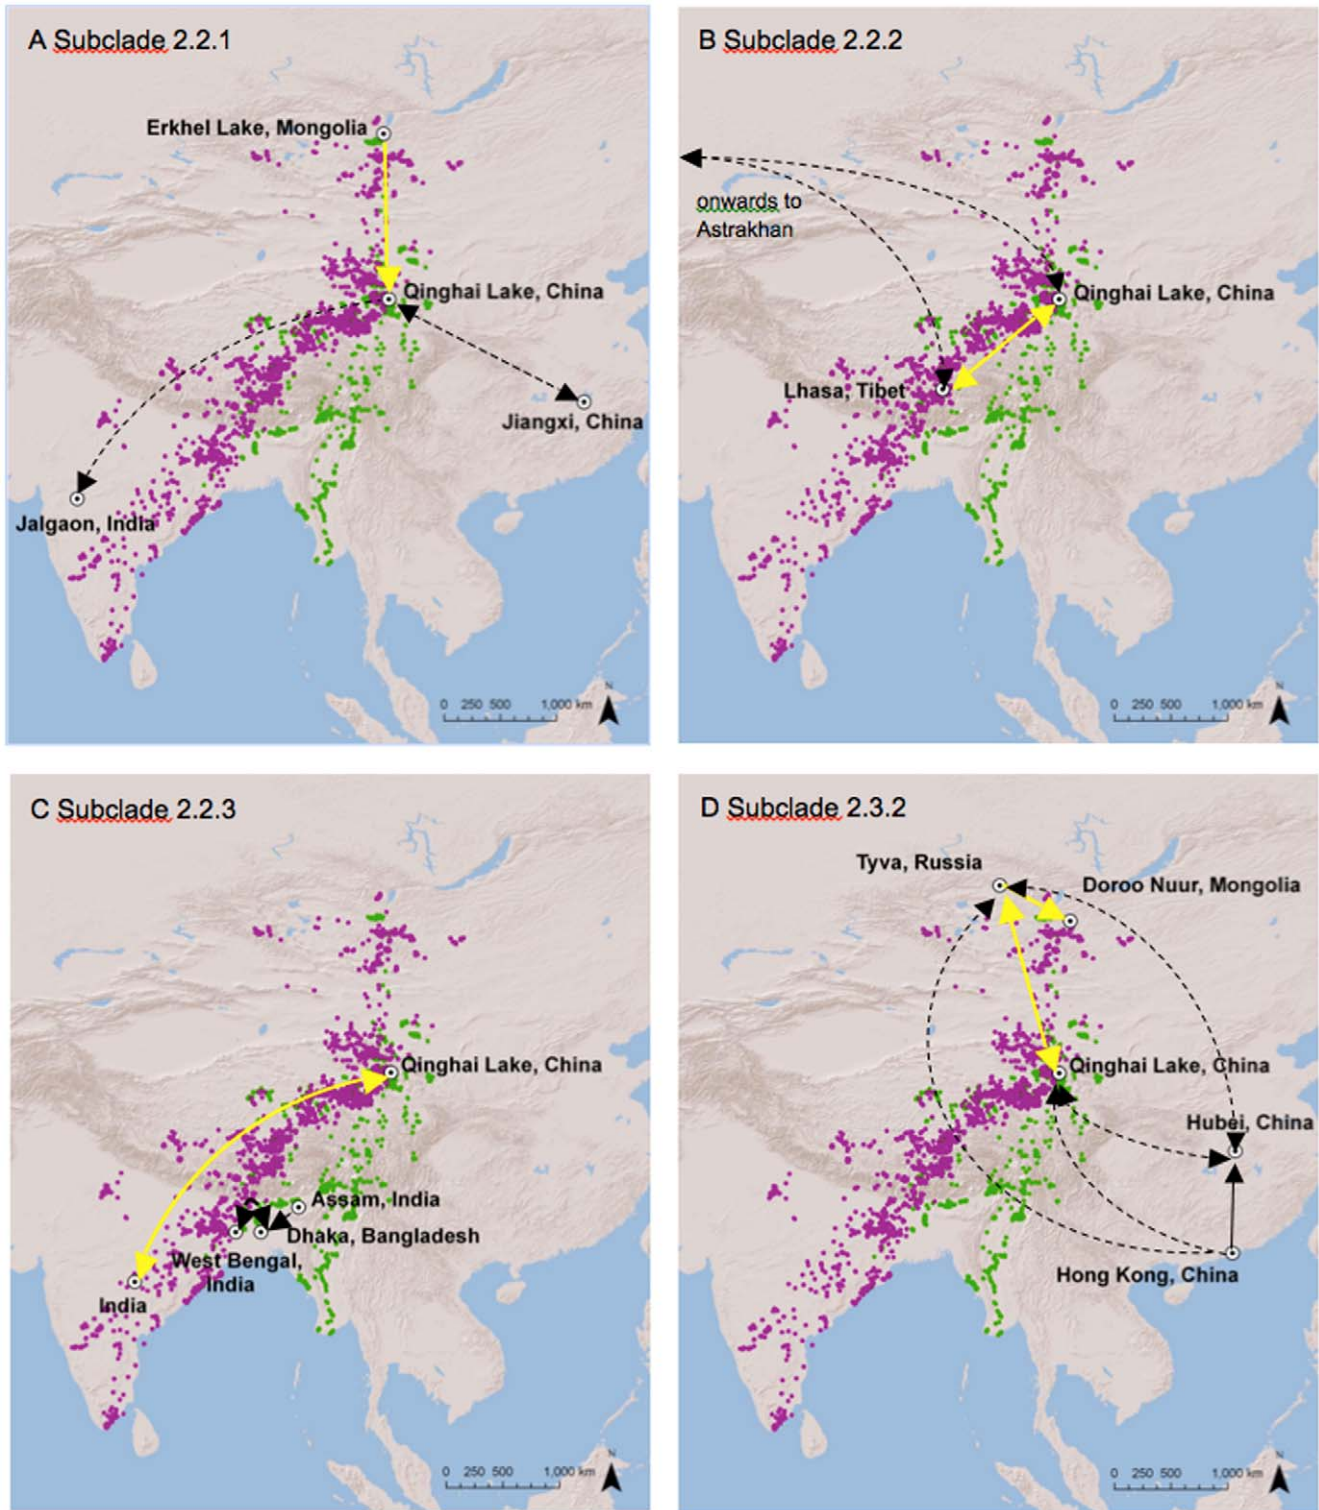 A Subclade 2.2.1
Erkhel Lake, Mongolia
Qinghai Lake, China
Jiangxi, China
Jalgaon, India
N
0 250 500 1,000 km
B Subclade 2.2.2
onwards to
Astrakhan
Qinghai Lake, China
Lhasa, Tibet
N
0 250 500 1,000 km
C Subclade 2.2.3
Qinghai Lake, China
Assam, India
Dhaka, Bangladesh
West Bengal,
India
India
N
0 250 500 1,000 km
D Subclade 2.3.2
Tyva, Russia
Doroo Nuur, Mongolia
Qinghai Lake, China
Hubei, China
Hong Kong, China
N
0 250 500 1,000 km